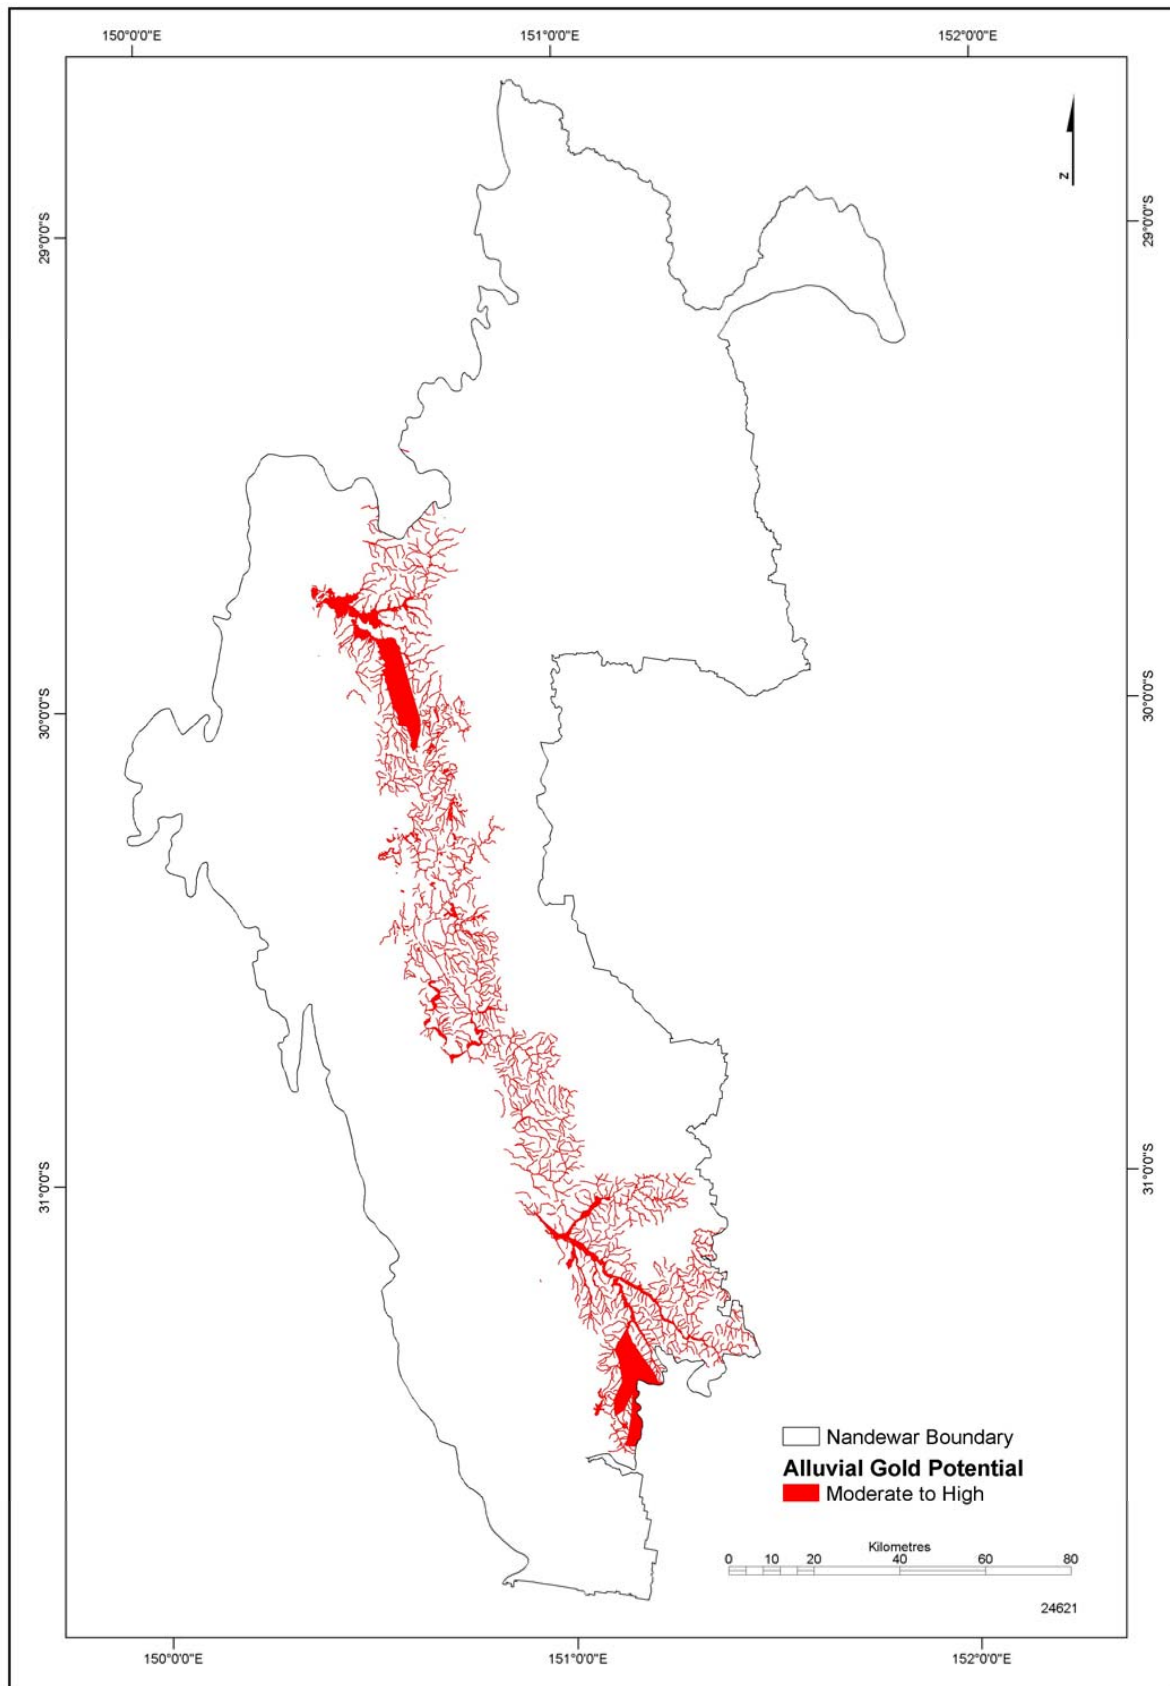 150°0'0"E 151°0'0"E 152°0'0"E
29°0'0"S 29°0'0"S
N
30°0'0"S 30°0'0"S
31°0'0"S 31°0'0"S
Nandewar Boundary
Alluvial Gold Potential
Moderate to High
Kilometres
0 10 20 40 60 80
24621
150°0'0"E 151°0'0"E 152°0'0"E